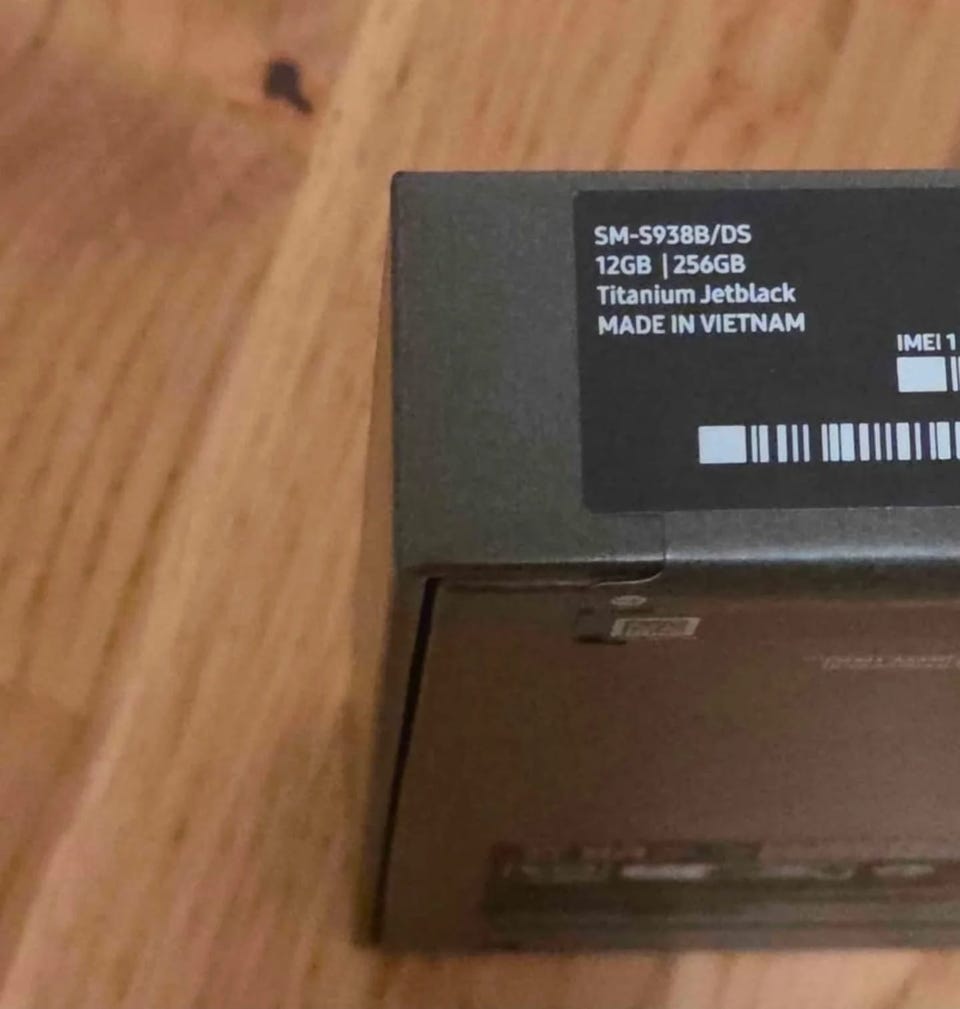 SM-S938B/DS
12GB | 256GB
Titanium Jetblack
MADE IN VIETNAM
IMEI 1